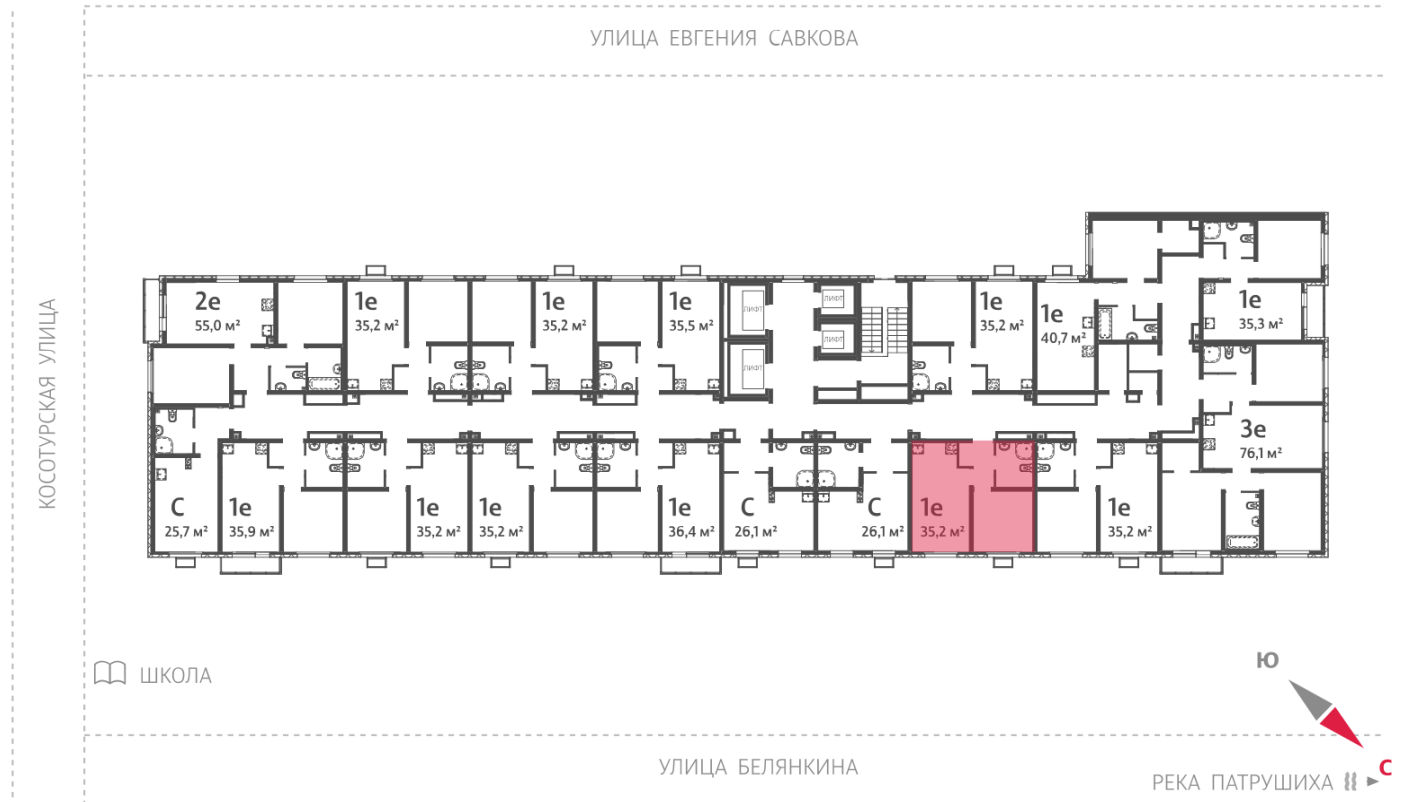 УЛИЦА ЕВГЕНИЯ САВКОВА
КОСОТУРСКАЯ УЛИЦА
2е
55,0 м²
1е
35,2 м²
1е
35,2 м²
1е
35,5 м²
ЛИФТ
ЛИФТ
ЛИФТ
ЛИФТ
1е
35,2 м²
1е
40,7 м²
1е
35,3 м²
3е
76,1 м²
С
25,7 м²
1е
35,9 м²
1е
35,2 м²
1е
35,2 м²
1е
36,4 м²
С
26,1 м²
С
26,1 м²
1е
35,2 м²
1е
35,2 м²
ШКОЛА
Ю
С
УЛИЦА БЕЛЯНКИНА
РЕКА ПАТРУШИХА